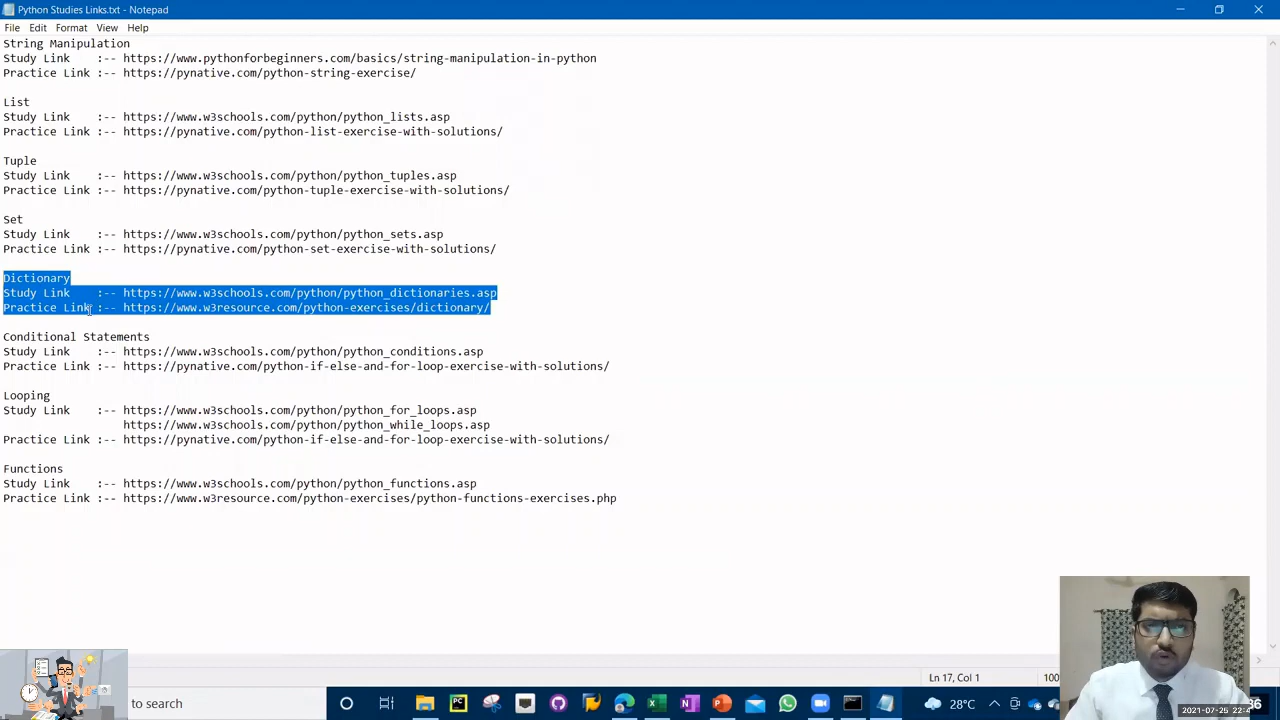 Python Studies Links.txt - Notepad
File Edit Format View Help
String Manipulation
Study Link :-- https://www.pythonforbeginners.com/basics/string-manipulation-in-python
Practice Link :-- https://pynative.com/python-string-exercise/
List
Study Link :-- https://www.w3schools.com/python/python_lists.asp
Practice Link :-- https://pynative.com/python-list-exercise-with-solutions/
Tuple
Study Link :-- https://www.w3schools.com/python/python_tuples.asp
Practice Link :-- https://pynative.com/python-tuple-exercise-with-solutions/
Set
Study Link :-- https://www.w3schools.com/python/python_sets.asp
Practice Link :-- https://pynative.com/python-set-exercise-with-solutions/
Dictionary
Study Link :-- https://www.w3schools.com/python/python_dictionaries.asp
Practice Link :-- https://www.w3resource.com/python-exercises/dictionary/
Conditional Statements
Study Link :-- https://www.w3schools.com/python/python_conditions.asp
Practice Link :-- https://pynative.com/python-if-else-and-for-loop-exercise-with-solutions/
Looping
Study Link :-- https://www.w3schools.com/python/python_for_loops.asp
https://www.w3schools.com/python/python_while_loops.asp
Practice Link :-- https://pynative.com/python-if-else-and-for-loop-exercise-with-solutions/
Functions
Study Link :-- https://www.w3schools.com/python/python_functions.asp
Practice Link :-- https://www.w3resource.com/python-exercises/python-functions-exercises.php
Ln 17, Col 1 100
to search
28°C
2021-07-25